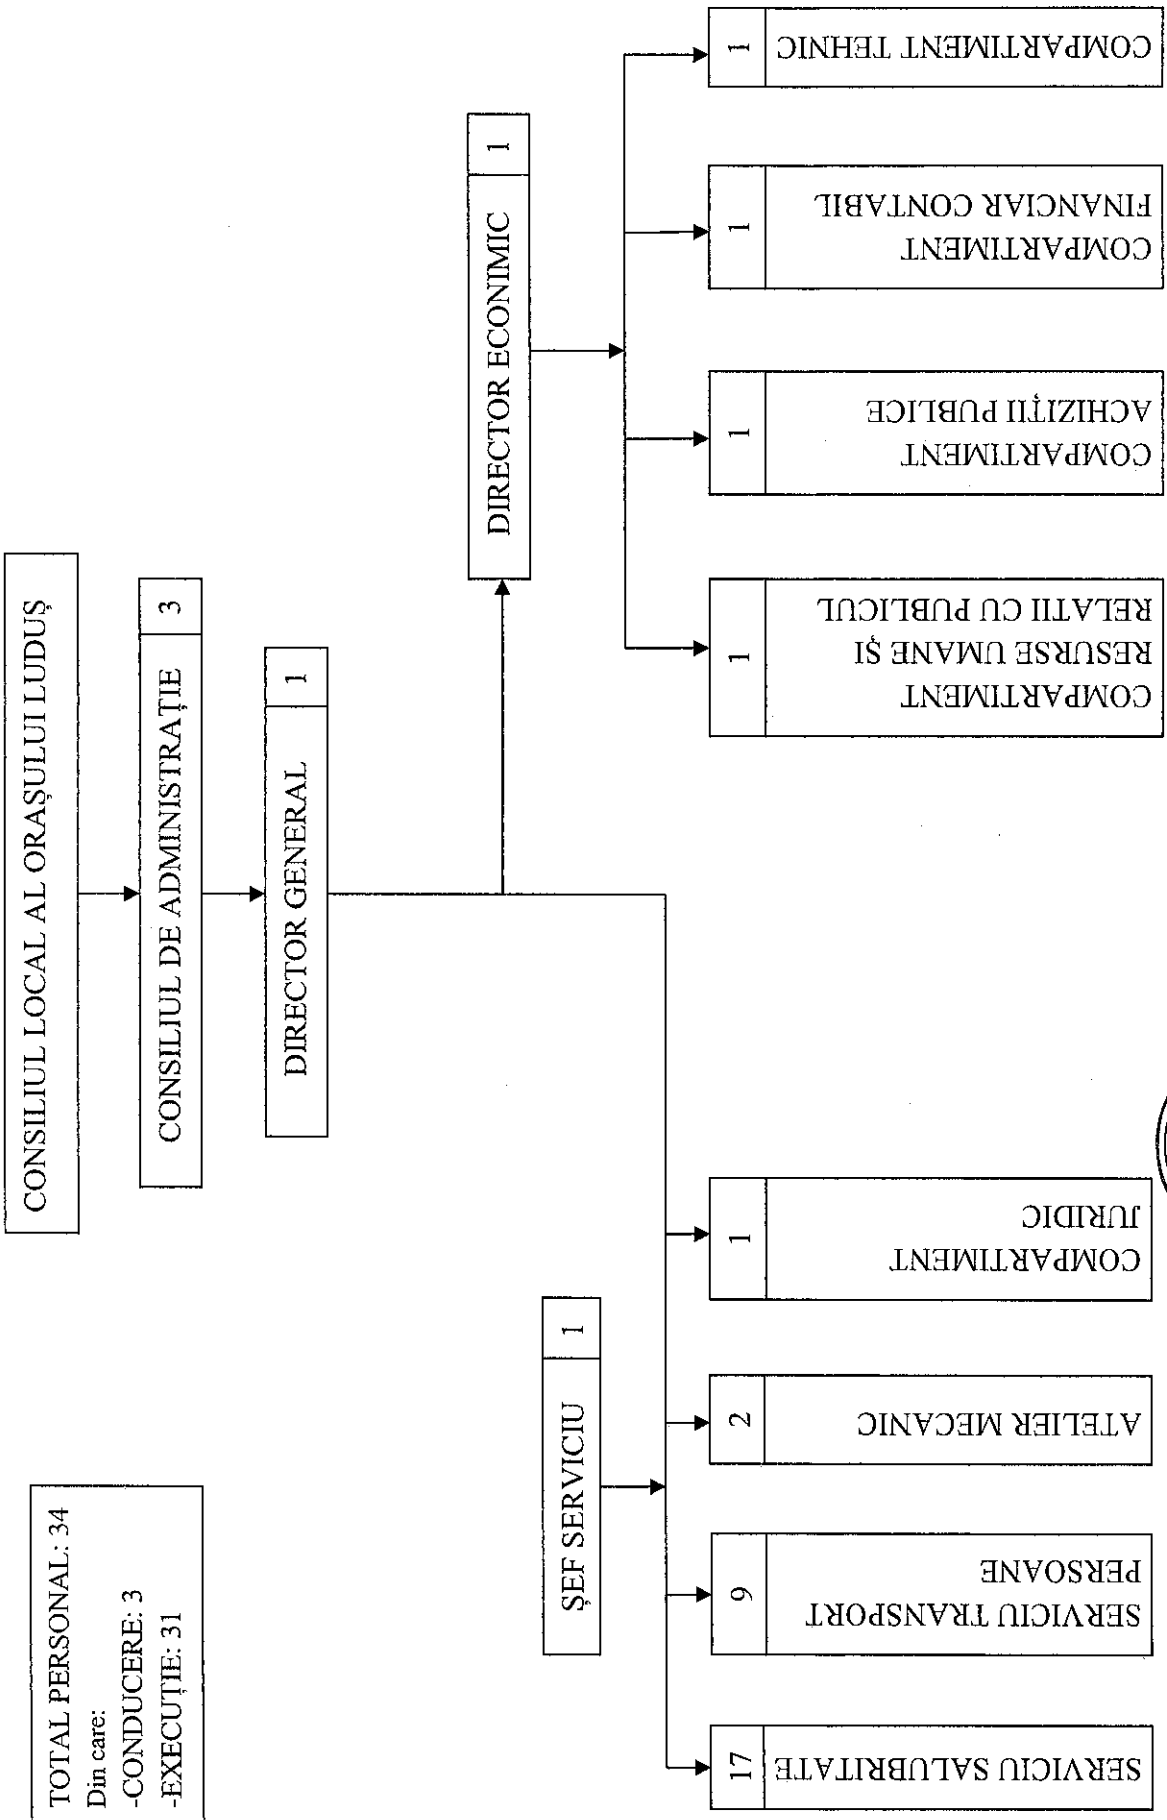 CONSILIUL LOCAL AL ORAȘULUI LUDUȘ
CONSILIUL DE ADMINISTRAȚIE 3
DIRECTOR GENERAL 1
TOTAL PERSONAL: 34
Din care:
-CONDUCERE: 3
-EXECUȚIE: 31
DIRECTOR ECONIMIC 1
ȘEF SERVICIU 1
17
SERVICIU SALUBRITATE
9
SERVICIU TRANSPORT
PERSOANE
2
ATELIER MECANIC
1
COMPARTIMENT
JURIDIC
1
COMPARTIMENT
RESURSE UMANE ȘI
RELATII CU PUBLICUL
1
COMPARTIMENT
ACHIZIȚII PUBLICE
1
COMPARTIMENT
FINANCIAR CONTABIL
1
COMPARTIMENT TEHNIC